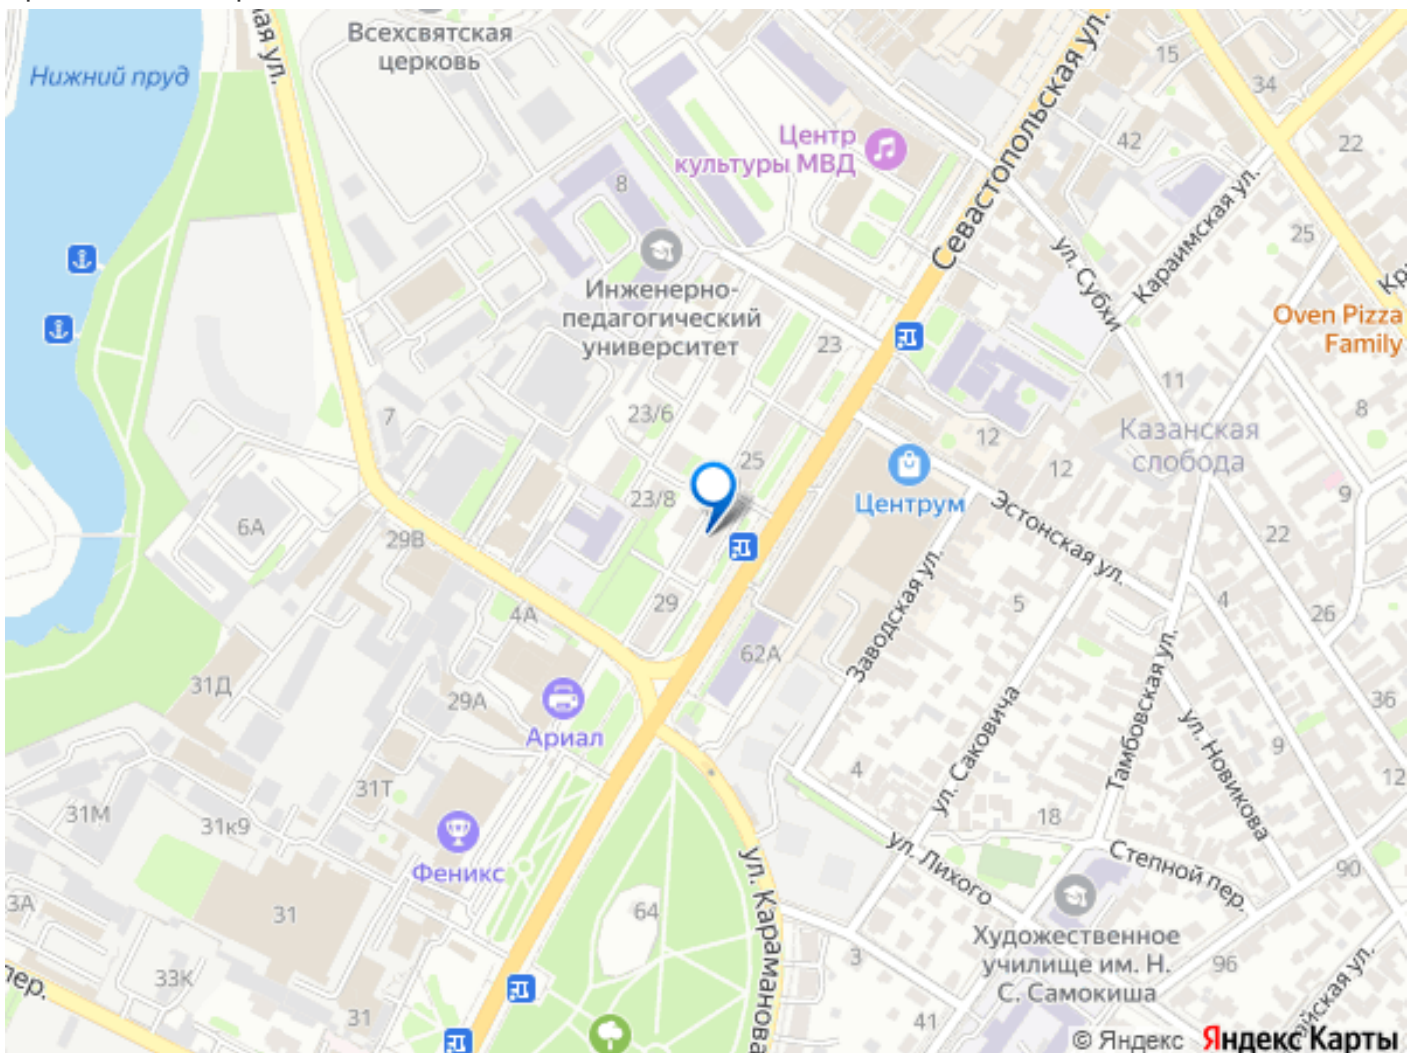 Всехсвятская
церковь
ая ул.
Нижний пруд
Севастопольская ул.
15
34
42
22
Центр
культуры МВД
8
Караимская ул.
25
ул. Субхи
Инженерно-
педагогический
университет
23
Oven Pizza
Family
11
7
23/6
8
Казанская
слобода
12
12
25
Центрум
9
23/8
Эстонская ул.
6А
29В
22
5
4
26
4А
29
Заводская ул.
62А
31Д
29А
Ариал
ул. Саковича
Тамбовская ул.
36
ул. Новикова
9
4
12
31Т
31М
31к9
18
Феникс
ул. Лихого
Степной пер.
90
ул. Караманова
3А
31
64
Художественное
училище им. Н.
С. Самокиша
3
96
33К
пер.
31
41
айская ул.
© Яндекс Яндекс Карты